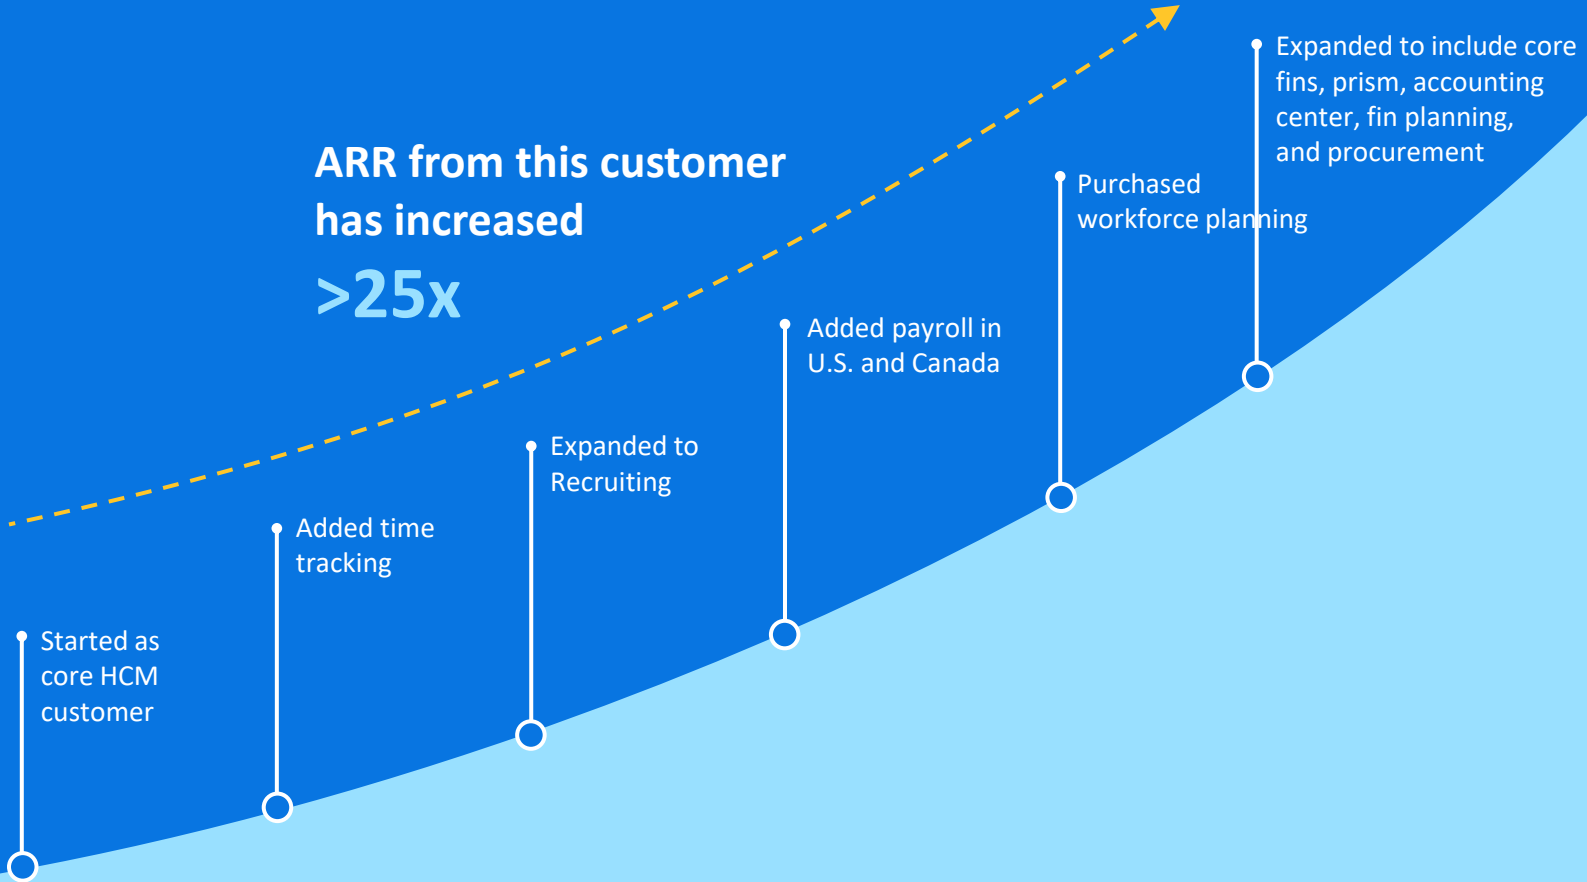 ARR from this customer
has increased
>25x
Started as
core HCM
customer
Added time
tracking
Expanded to
Recruiting
Added payroll in
U.S. and Canada
Purchased
workforce planning
Expanded to include core
fins, prism, accounting
center, fin planning,
and procurement